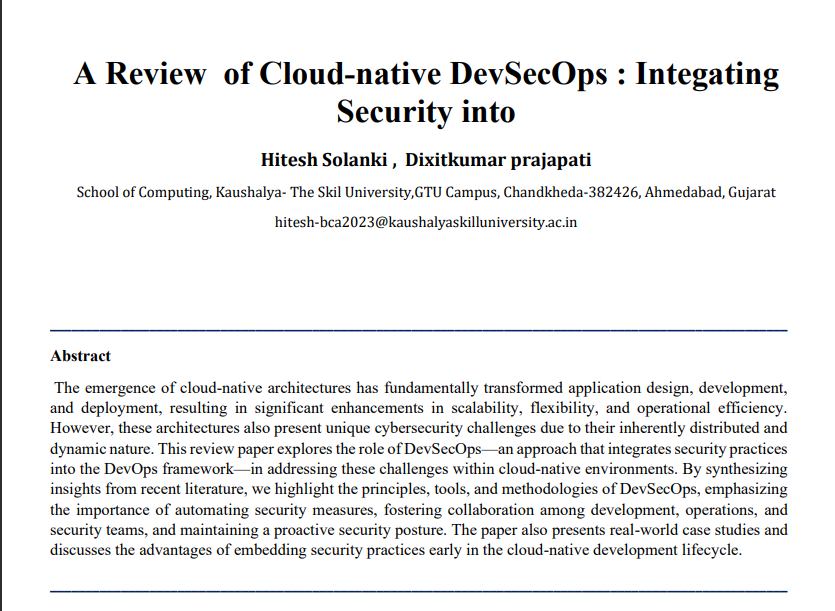 A Review  of Cloud-native DevSecOps : Integating
Security into
Hitesh Solanki ,  Dixitkumar prajapati
School of Computing, Kaushalya- The Skil University,GTU Campus, Chandkheda-382426, Ahmedabad, Gujarat
hitesh-bca2023@kaushalyaskilluniversity.ac.in
Abstract
The emergence of cloud-native architectures has fundamentally transformed application design, development,
and deployment, resulting in significant enhancements in scalability, flexibility, and operational efficiency.
However, these architectures also present unique cybersecurity challenges due to their inherently distributed and
dynamic nature. This review paper explores the role of DevSecOps—an approach that integrates security practices
into the DevOps framework—in addressing these challenges within cloud-native environments. By synthesizing
insights from recent literature, we highlight the principles, tools, and methodologies of DevSecOps, emphasizing
the importance of automating security measures, fostering collaboration among development, operations, and
security teams, and maintaining a proactive security posture. The paper also presents real-world case studies and
discusses the advantages of embedding security practices early in the cloud-native development lifecycle.